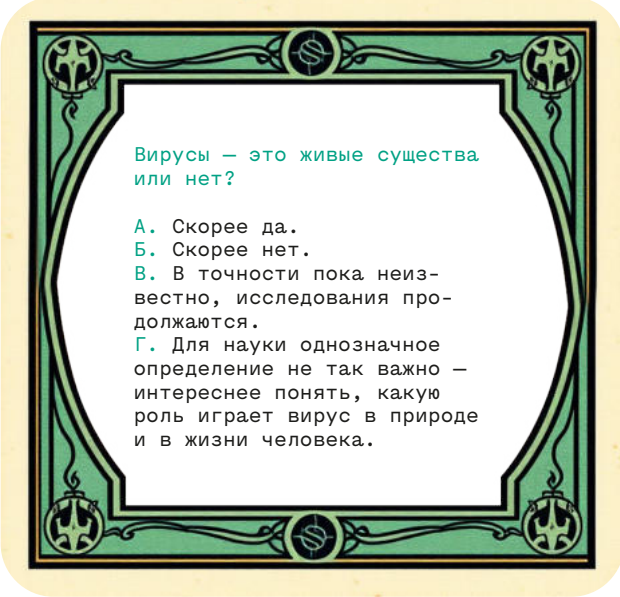 Вирусы — это живые существа
или нет?
А. Скорее да.
Б. Скорее нет.
В. В точности пока неиз-
вестно, исследования про-
должаются.
Г. Для науки однозначное
определение не так важно —
интереснее понять, какую
роль играет вирус в природе
и в жизни человека.